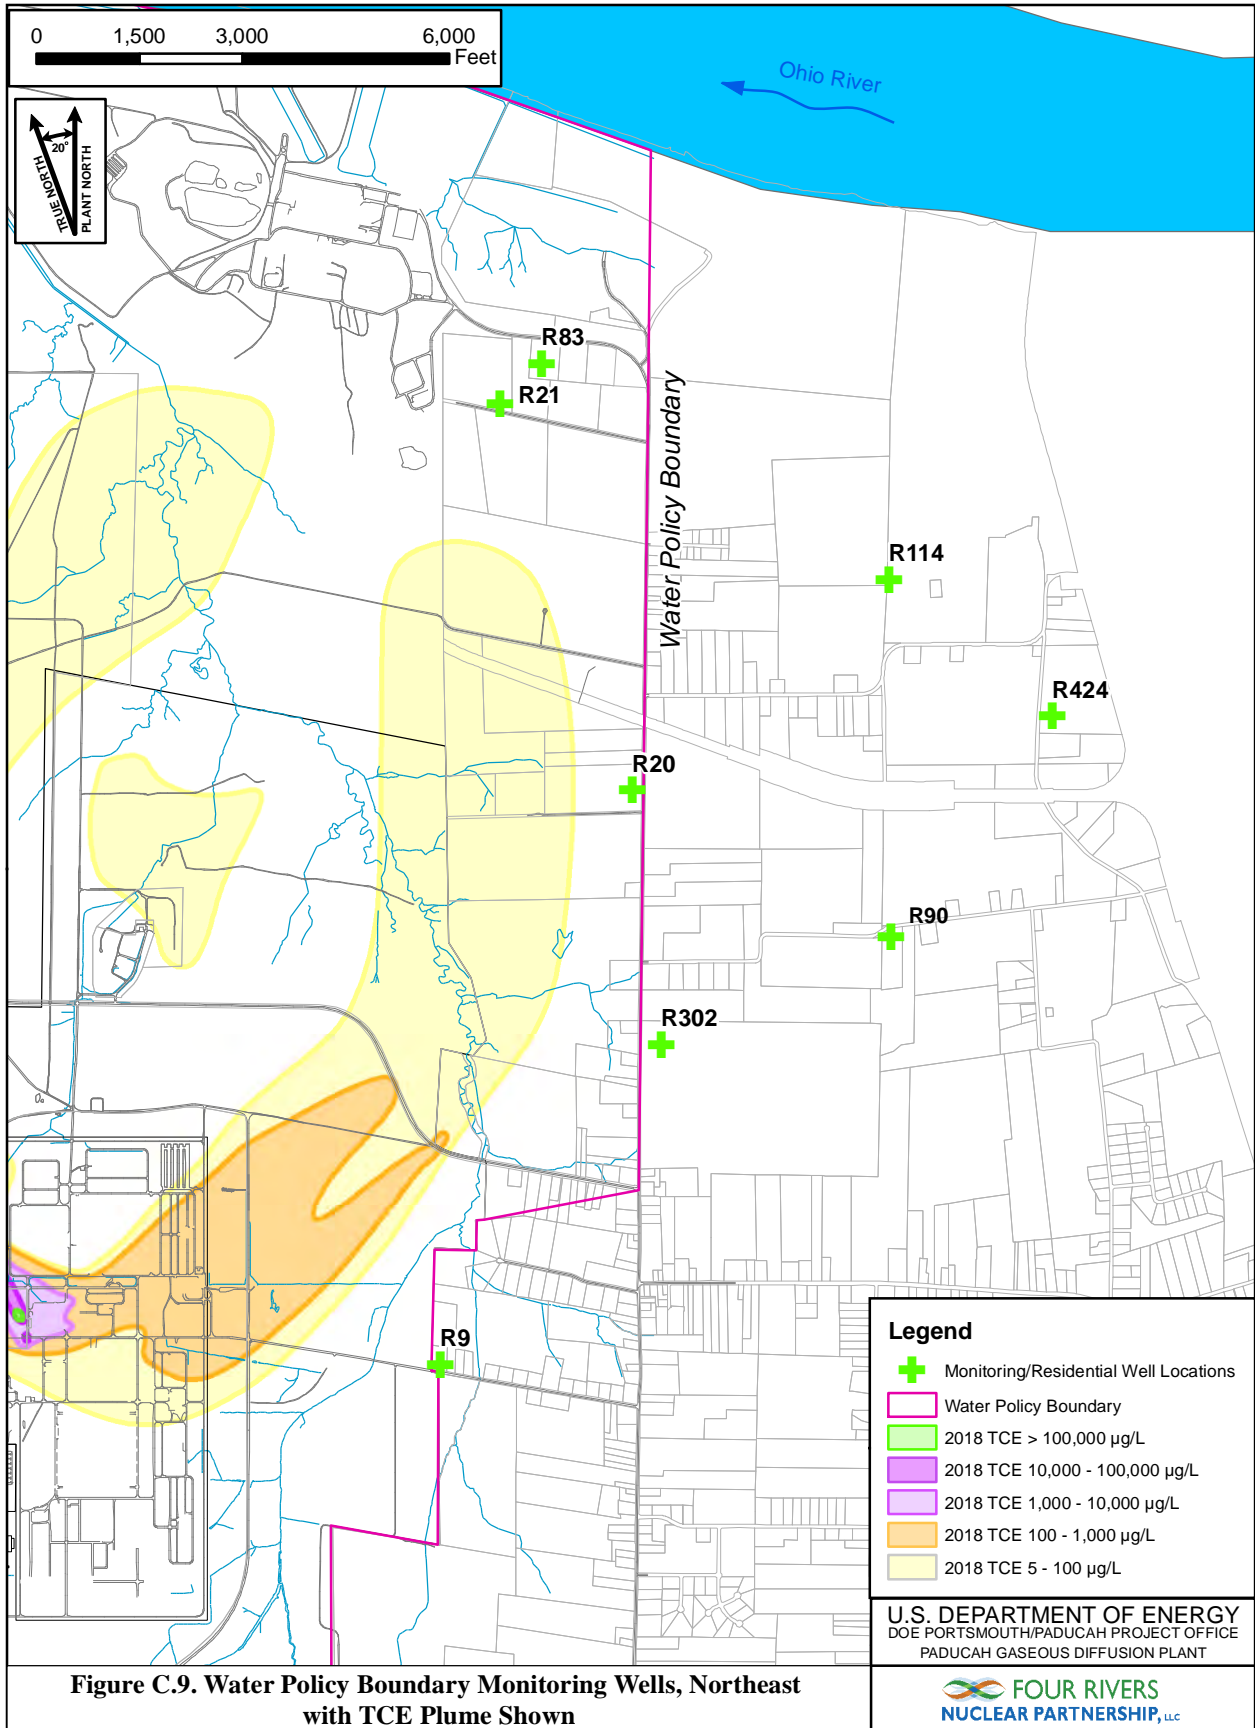 0 1,500 3,000 6,000
Feet
Ohio River
20°
TRUE NORTH
PLANT NORTH
R83
R21
Water Policy Boundary
R114
R424
R20
R90
R302
R9
Legend
Monitoring/Residential Well Locations
Water Policy Boundary
2018 TCE > 100,000 µg/L
2018 TCE 10,000 - 100,000 µg/L
2018 TCE 1,000 - 10,000 µg/L
2018 TCE 100 - 1,000 µg/L
2018 TCE 5 - 100 µg/L
U.S. DEPARTMENT OF ENERGY
DOE PORTSMOUTH/PADUCAH PROJECT OFFICE
PADUCAH GASEOUS DIFFUSION PLANT
Figure C.9. Water Policy Boundary Monitoring Wells, Northeast
with TCE Plume Shown
FOUR RIVERS
NUCLEAR PARTNERSHIP, LLC